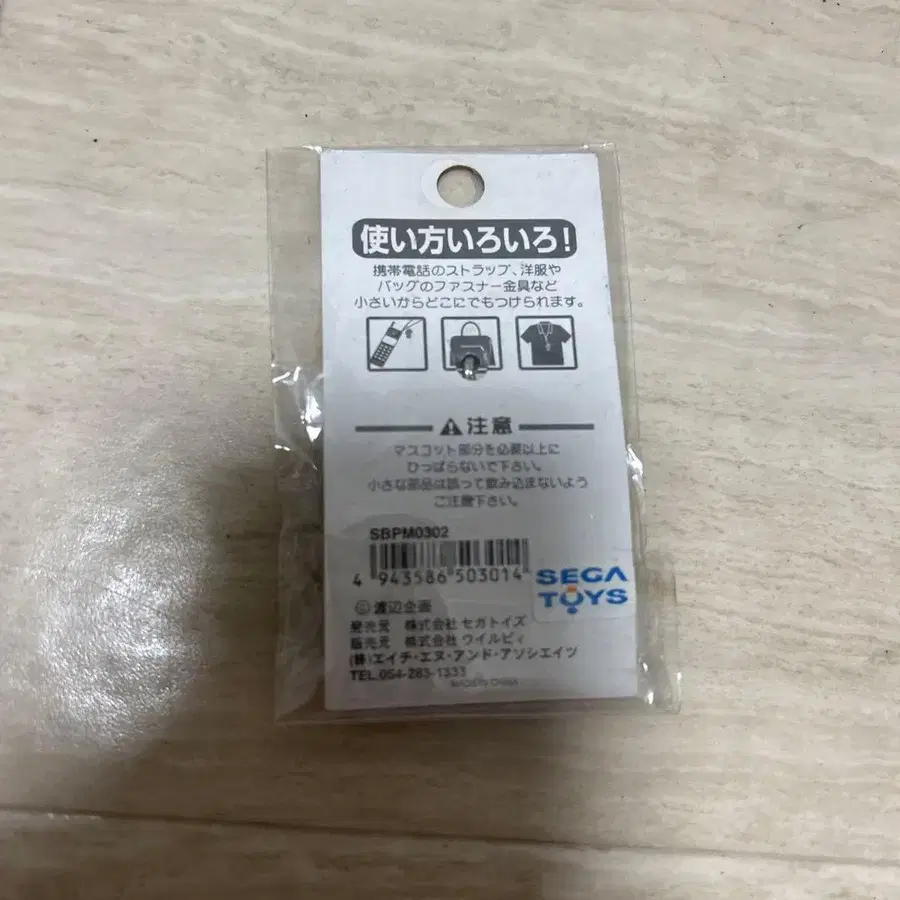 使い方いろいろ!
携帯電話のストラップ、洋服や
バッグのファスナー金具など
小さいからどこにでもつけられます。
注意
マスコット部分を必要以上に
ひっぱらないで下さい。
小さな部品は誤って飲み込まないよう
ご注意下さい。
SBPM0302
4 943586 503014
SEGA
TOYS
©渡辺企画
発売元 株式会社 セガトイズ
販売元 株式会社 ウイルビィ
(株)エイチ・エヌ・アンド・アソシエイツ
TEL.054-283-1333
MADE IN CHINA